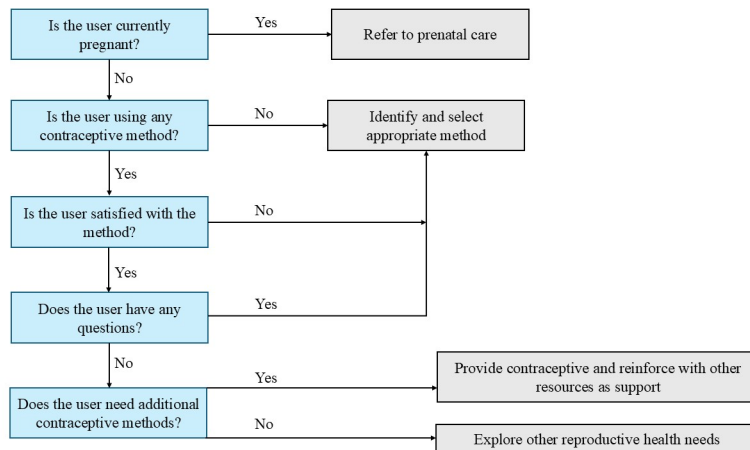 Is the user currently
pregnant?
Yes
Refer to prenatal care
No
Is the user using any
contraceptive method?
No
Identify and select
appropriate method
Yes
Is the user satisfied with the
method?
No
Yes
Does the user have any
questions?
Yes
No
Does the user need additional
contraceptive methods?
Yes
Provide contraceptive and reinforce with other
resources as support
No
Explore other reproductive health needs